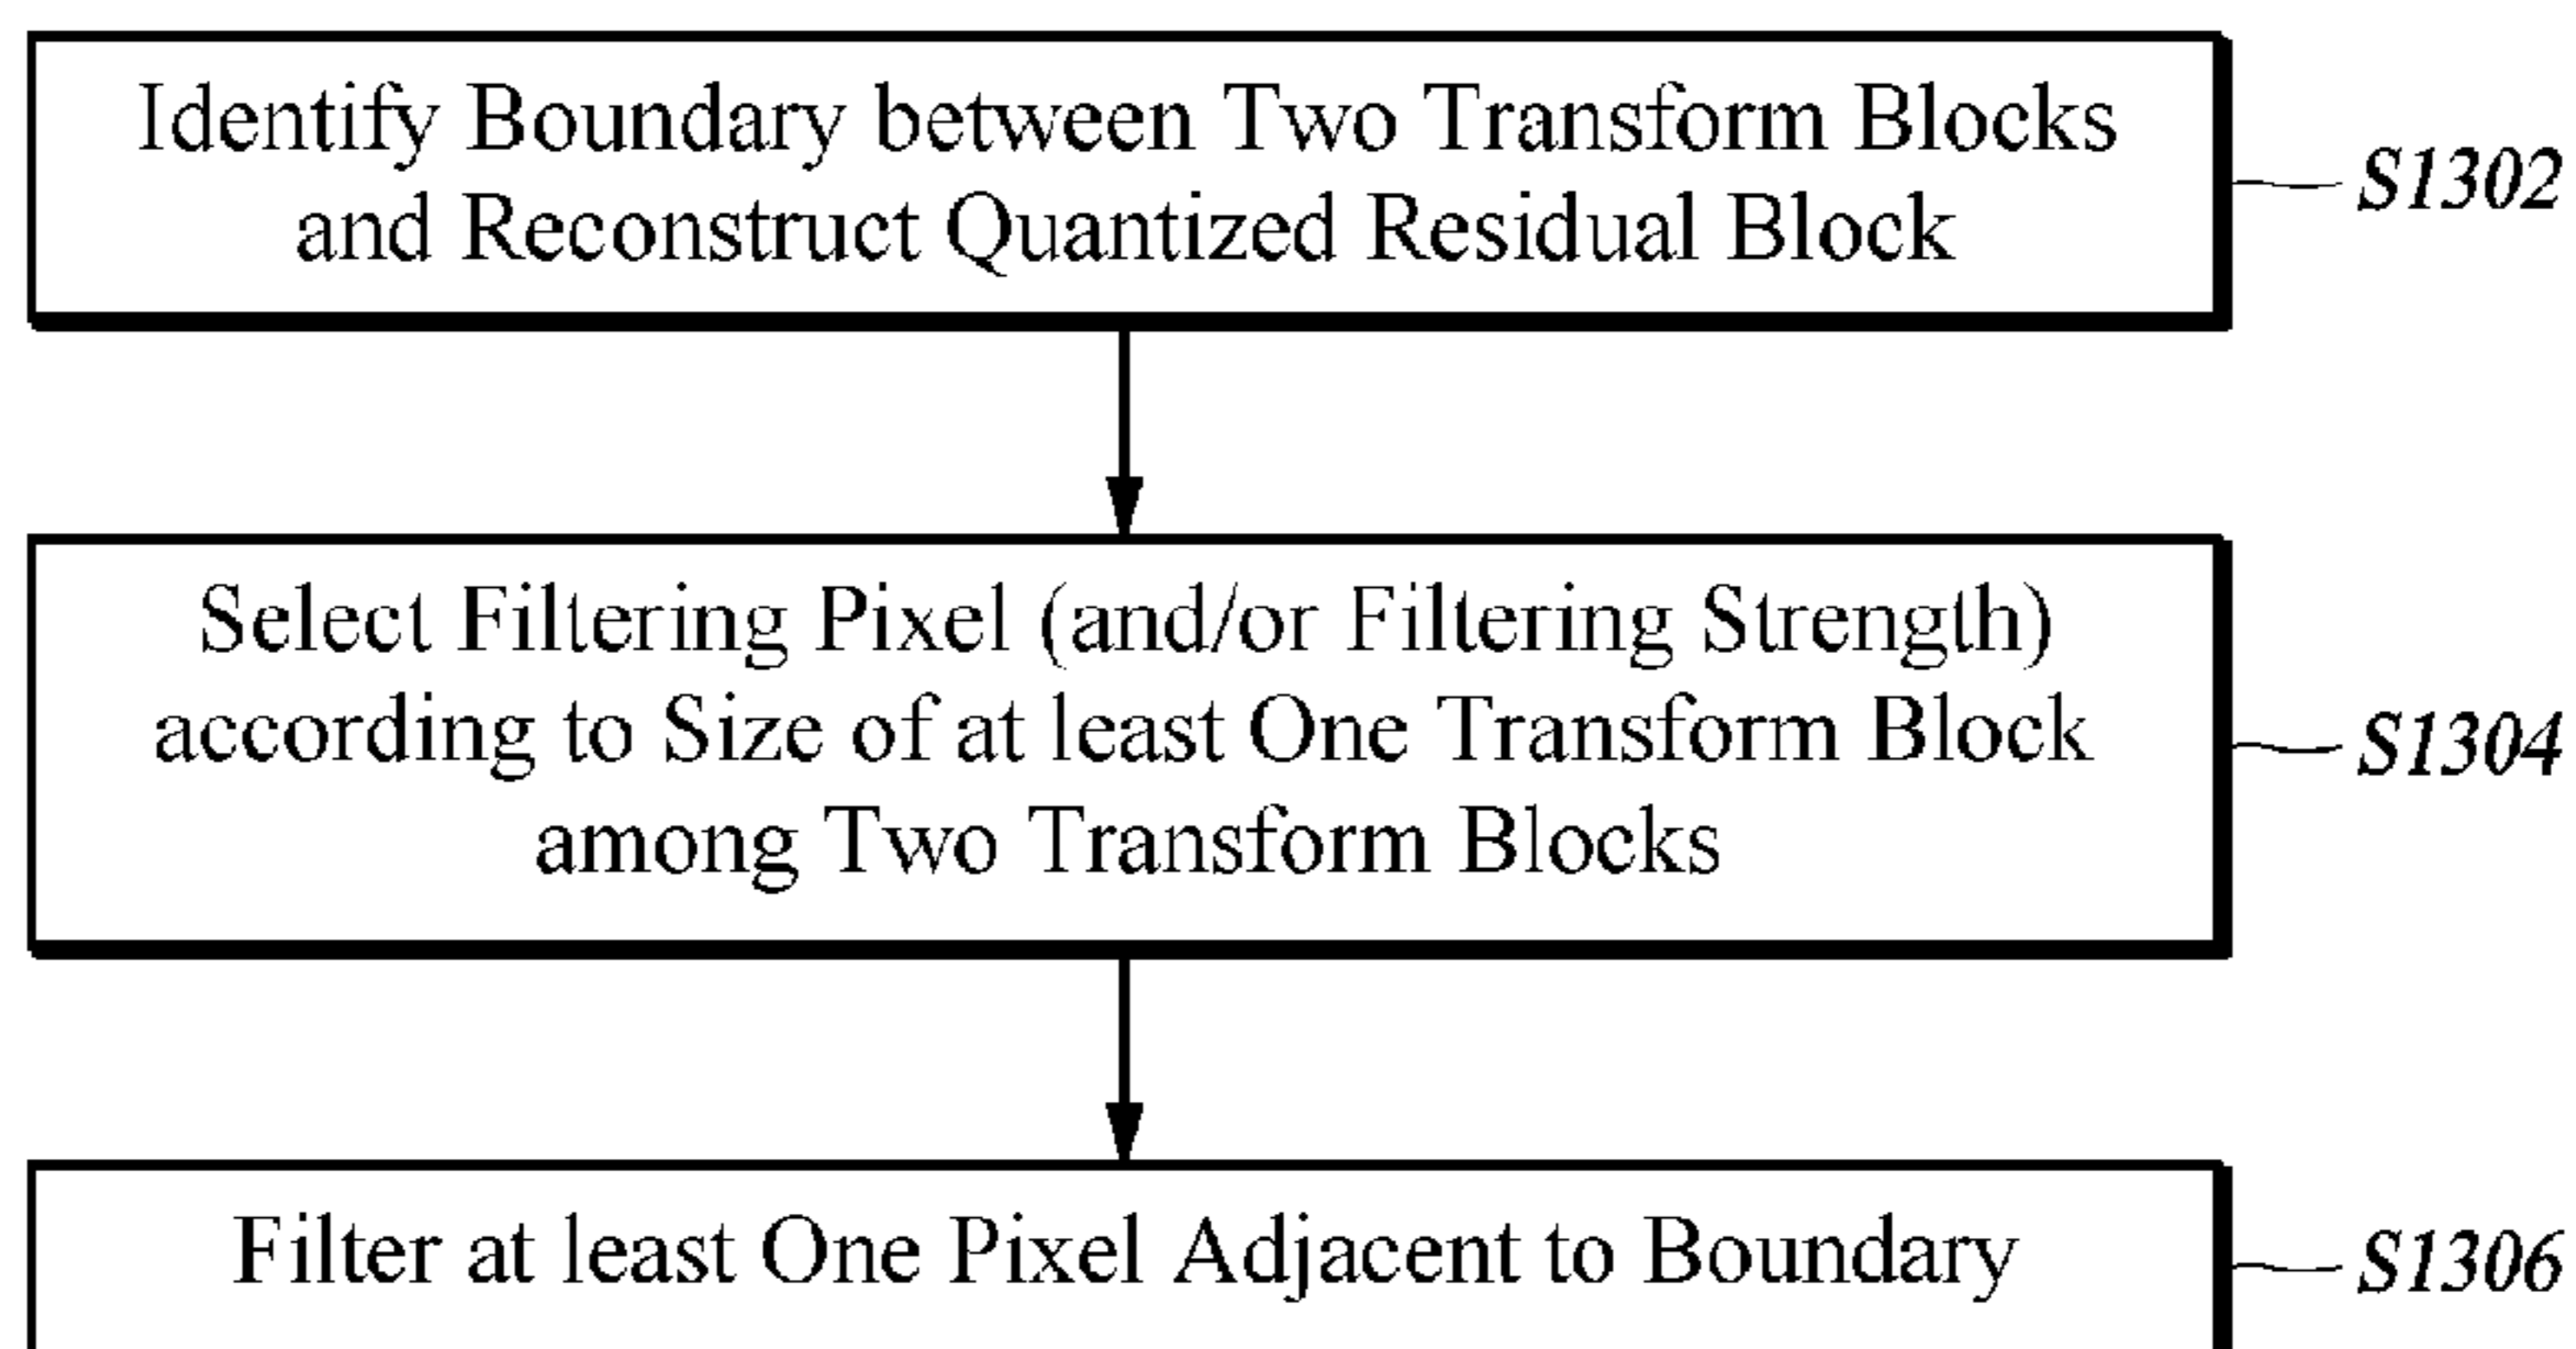 Identify Boundary between Two Transform Blocks
and Reconstruct Quantized Residual Block
S1302
Select Filtering Pixel (and/or Filtering Strength)
according to Size of at least One Transform Block
among Two Transform Blocks
S1304
Filter at least One Pixel Adjacent to Boundary
S1306